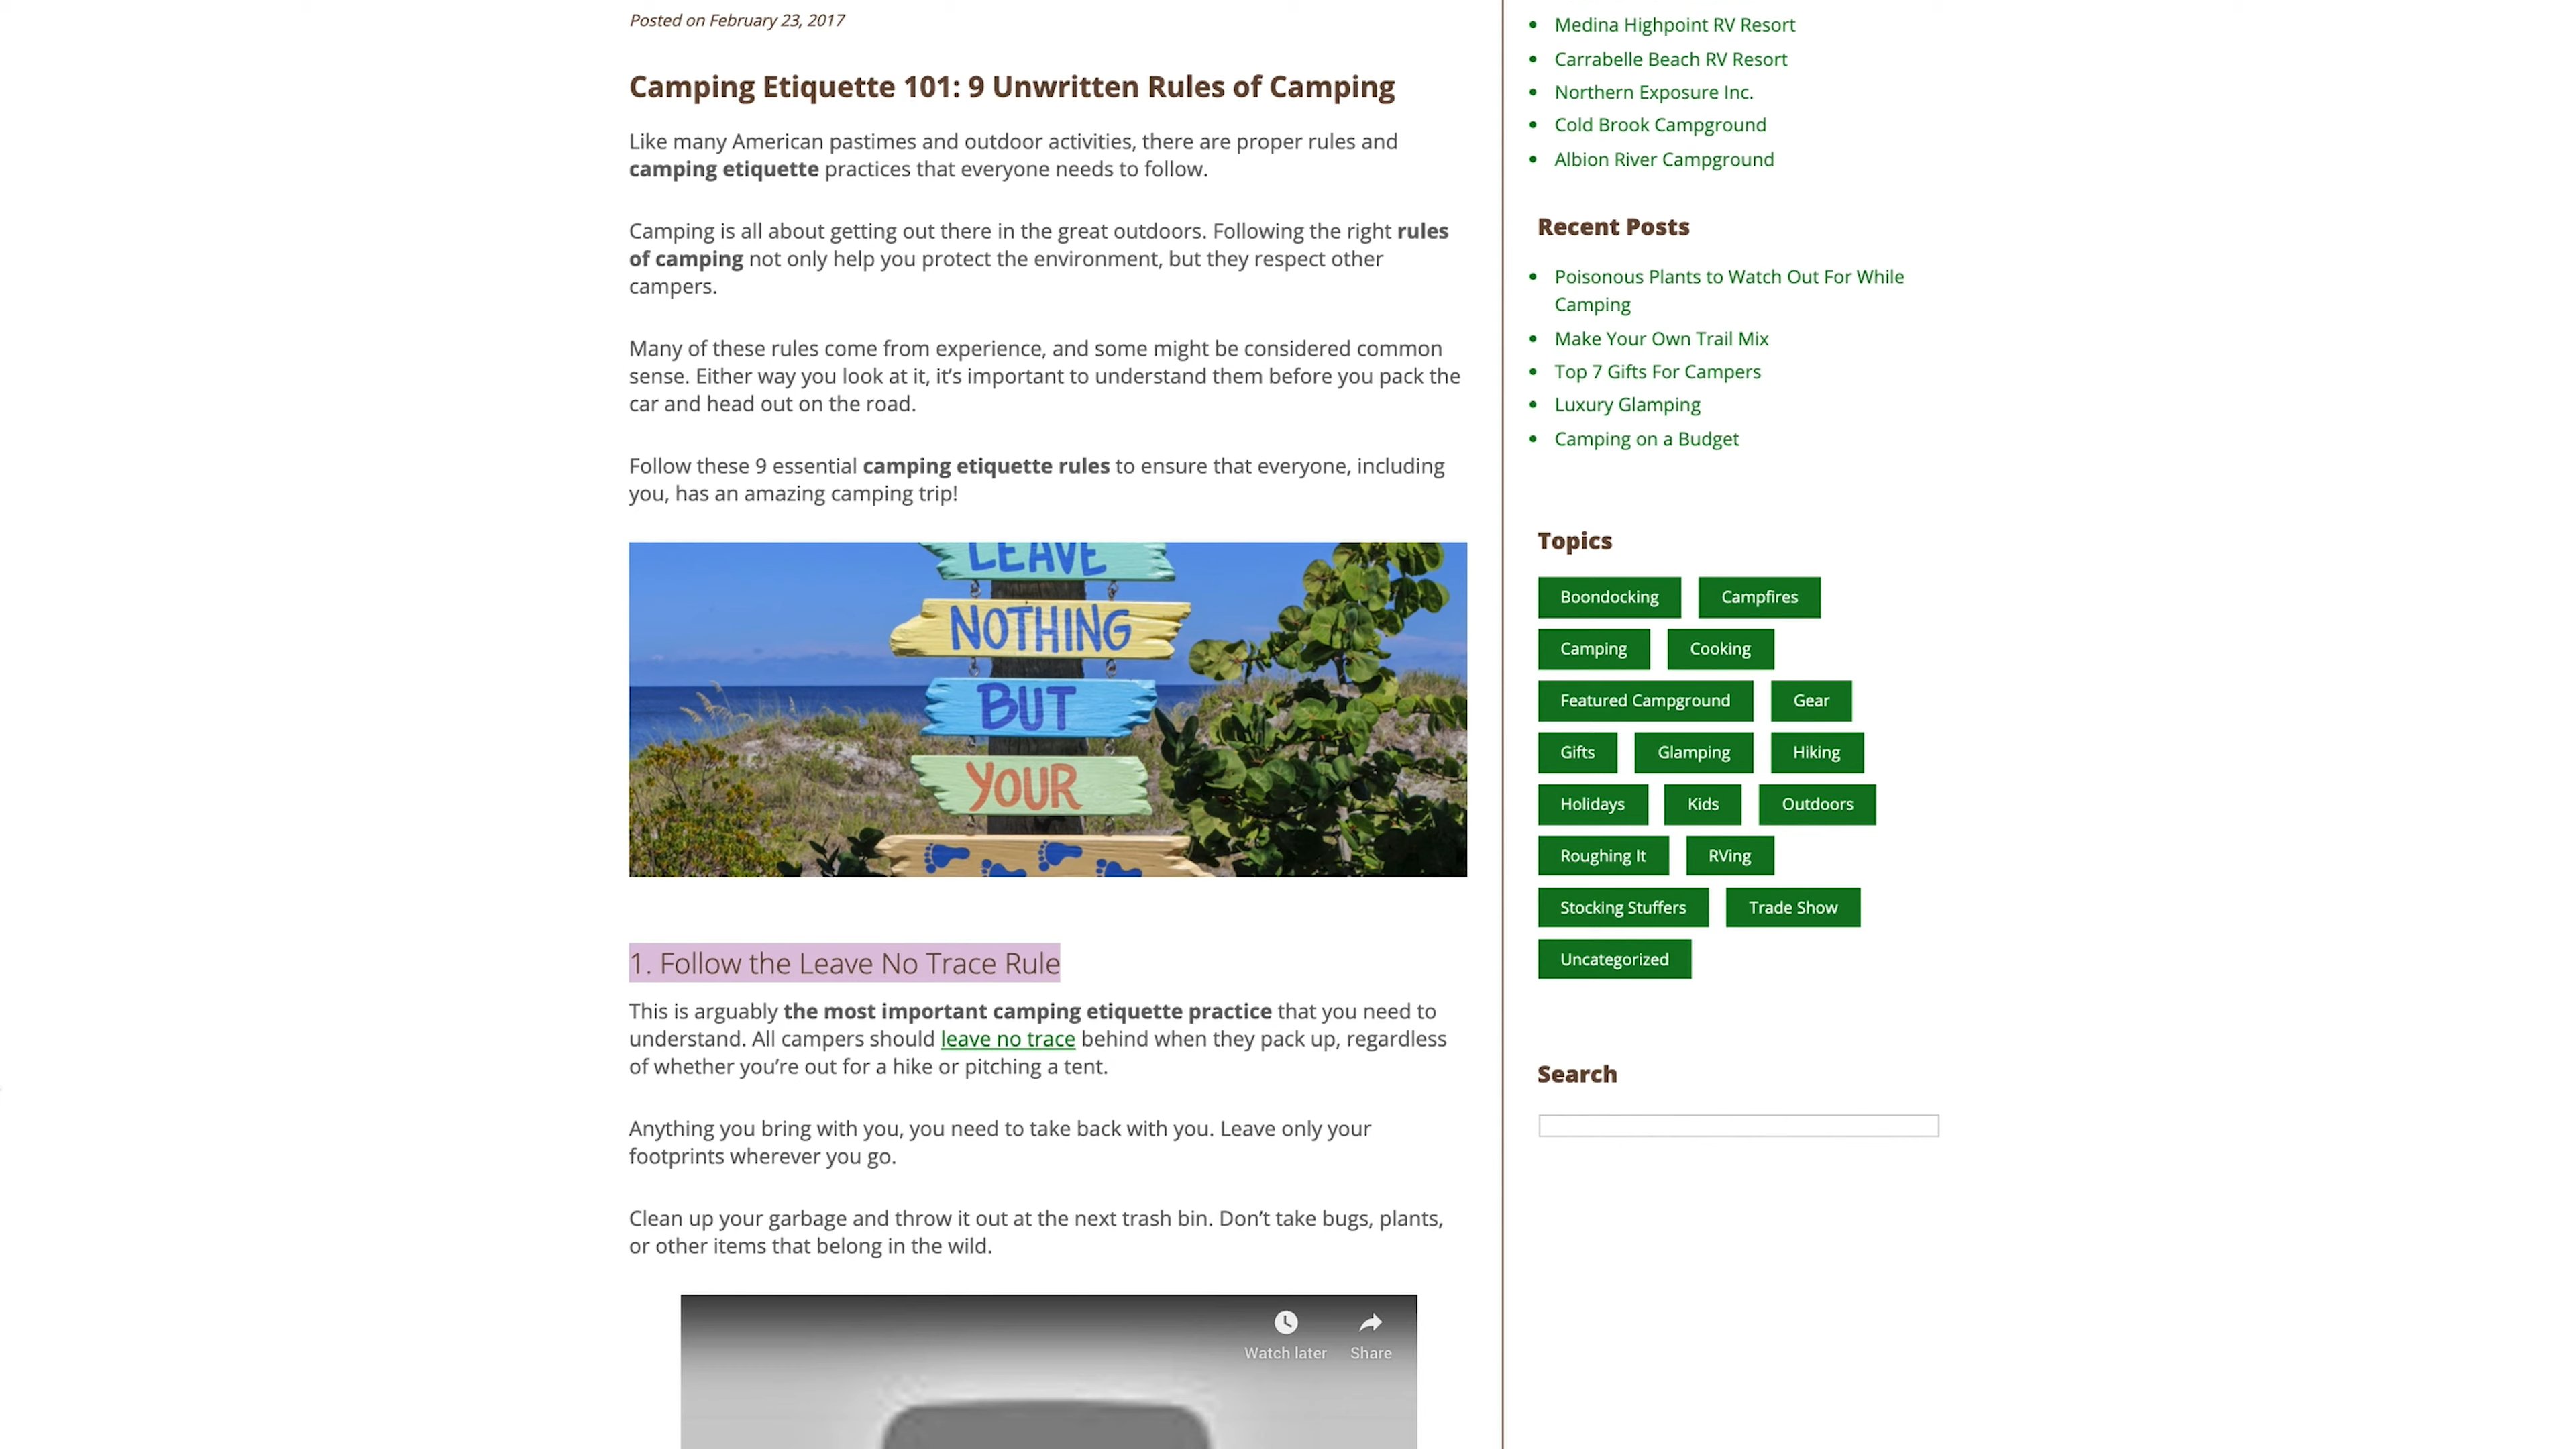 Posted on February 23, 2017
Camping Etiquette 101: 9 Unwritten Rules of Camping
Like many American pastimes and outdoor activities, there are proper rules and
camping etiquette practices that everyone needs to follow.
Camping is all about getting out there in the great outdoors. Following the right rules
of camping not only help you protect the environment, but they respect other
campers.
Many of these rules come from experience, and some might be considered common
sense. Either way you look at it, it’s important to understand them before you pack the
car and head out on the road.
Follow these 9 essential camping etiquette rules to ensure that everyone, including
you, has an amazing camping trip!
LEAVE
NOTHING
BUT
YOUR
1. Follow the Leave No Trace Rule
This is arguably the most important camping etiquette practice that you need to
understand. All campers should leave no trace behind when they pack up, regardless
of whether you’re out for a hike or pitching a tent.
Anything you bring with you, you need to take back with you. Leave only your
footprints wherever you go.
Clean up your garbage and throw it out at the next trash bin. Don’t take bugs, plants,
or other items that belong in the wild.
Watch later Share
Medina Highpoint RV Resort
Carrabelle Beach RV Resort
Northern Exposure Inc.
Cold Brook Campground
Albion River Campground
Recent Posts
Poisonous Plants to Watch Out For While
Camping
Make Your Own Trail Mix
Top 7 Gifts For Campers
Luxury Glamping
Camping on a Budget
Topics
Boondocking Campfires
Camping Cooking
Featured Campground Gear
Gifts Glamping Hiking
Holidays Kids Outdoors
Roughing It RVing
Stocking Stuffers Trade Show
Uncategorized
Search